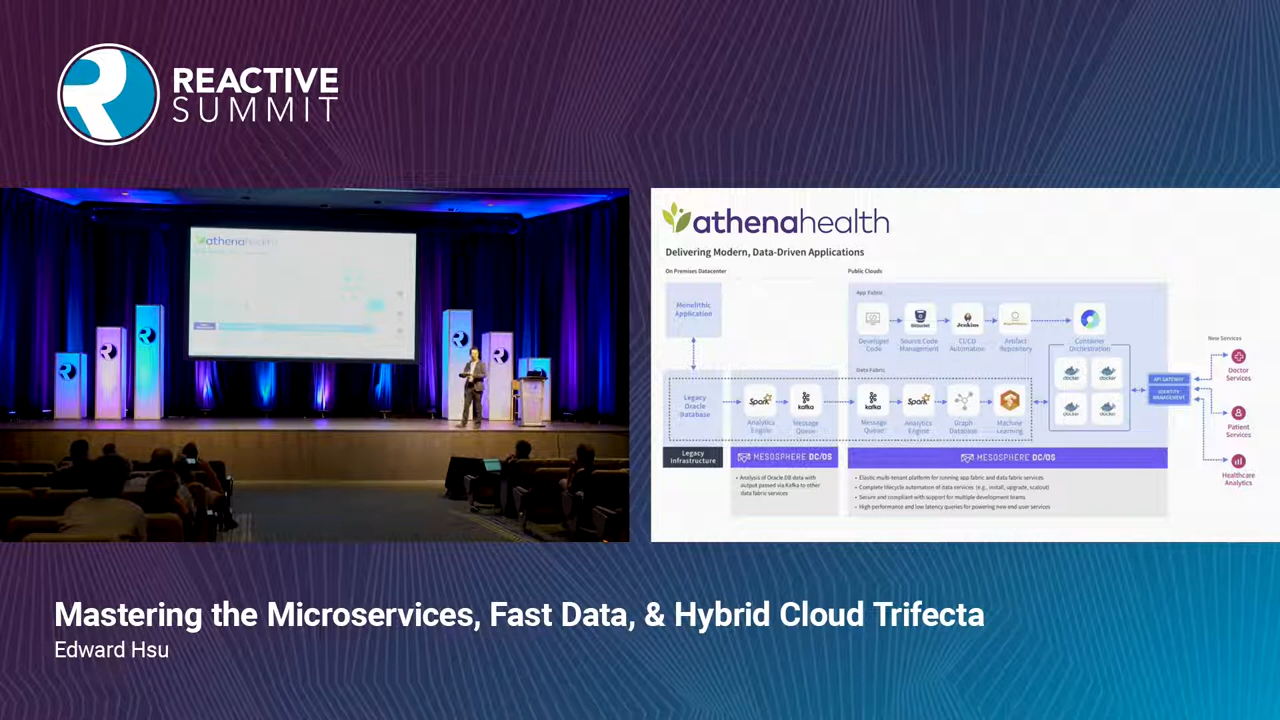 REACTIVE
SUMMIT
athenahealth
athenahealth
Delivering Modern, Data-Driven Applications
On Premises Datacenter
Public Clouds
Monolithic
Application
App Fabric
Developer
Code
Source Code
Management
Jenkins
CI/CD
Automation
Artifact
Repository
Container
Orchestration
docker
docker
docker
docker
Data Fabric
Legacy
Oracle
Database
Spark
Analytics
Engine
kafka
Message
Queue
kafka
Message
Queue
Spark
Analytics
Engine
Graph
Database
Machine
Learning
API GATEWAY
IDENTITY
MANAGEMENT
New Services
Doctor
Services
Patient
Services
Healthcare
Analytics
Legacy
Infrastructure
MESOSPHERE DC/OS
MESOSPHERE DC/OS
• Analysis of Oracle DB data with
output passed via Kafka to other
data fabric services
• Elastic multi-tenant platform for running app fabric and data fabric services
• Complete lifecycle automation of data services (e.g., install, upgrade, scaleout)
• Secure and compliant with support for multiple development teams
• High performance and low latency queries for powering new end user services
Mastering the Microservices, Fast Data, & Hybrid Cloud Trifecta
Edward Hsu